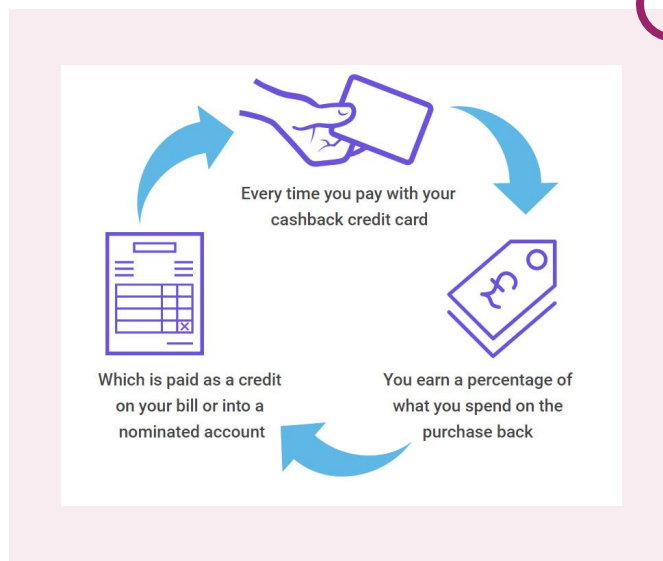 Every time you pay with your
cashback credit card
£
You earn a percentage of
what you spend on the
purchase back
Which is paid as a credit
on your bill or into a
nominated account